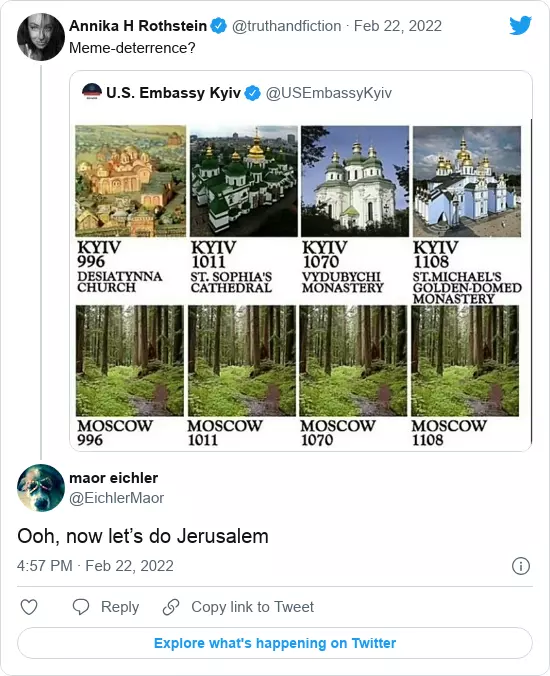 Annika H Rothstein @truthandfiction · Feb 22, 2022
Meme-deterrence?
U.S. Embassy Kyiv @USEmbassyKyiv
KYIV KYIV KYIV KYIV
996 1011 1070 1108
DESIATYNNA ST. SOPHIA'S VYDUBYCHI ST.MICHAEL'S
CHURCH CATHEDRAL MONASTERY GOLDEN-DOMED
MONASTERY
MOSCOW MOSCOW MOSCOW MOSCOW
996 1011 1070 1108
maor eichler
@EichlerMaor
Ooh, now let’s do Jerusalem
4:57 PM · Feb 22, 2022
Reply Copy link to Tweet
Explore what's happening on Twitter